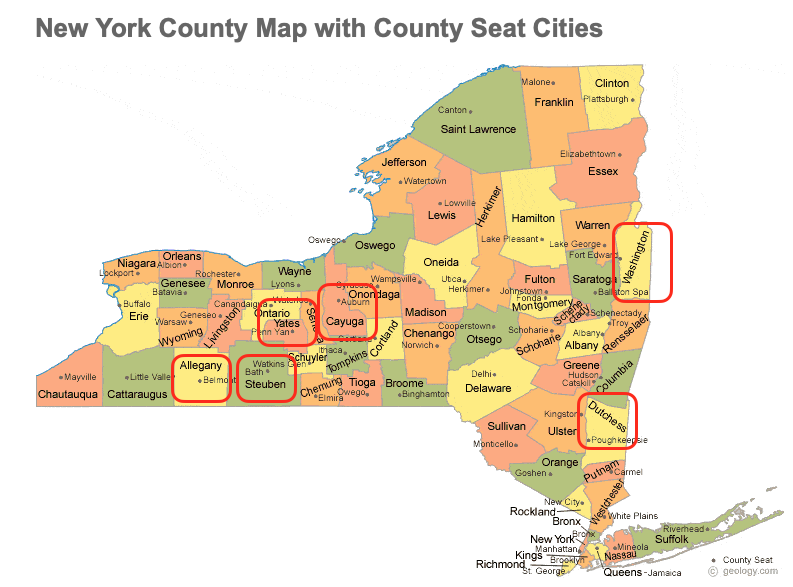 New York County Map with County Seat Cities
Clinton
Plattsburgh
Malone
Franklin
Canton
Saint Lawrence
Elizabethtown
Essex
Jefferson
Watertown
Lowville
Lewis
Herkimer
Hamilton
Lake Pleasant
Warren
Lake George
Washington
Fort Edward
Oswego
Oswego
Oneida
Utica
Herkimer
Niagara
Lockport
Orleans
Albion
Genesee
Batavia
Rochester
Monroe
Wayne
Lyons
Fulton
Johnstown
Saratoga
Ballston Spa
Buffalo
Erie
Warsaw
Wyoming
Geneseo
Livingston
Canandaigua
Ontario
Waterloo
Yates
Penn Yan
Seneca
Syracuse
Auburn
Cayuga
Onondaga
Wampsville
Madison
Fonda
Montgomery
Schenectady
Schenectady
Troy
Rensselaer
Albany
Albany
Schoharie
Schoharie
Cooperstown
Otsego
Chenango
Norwich
Cortland
Cortland
Ithaca
Tompkins
Schuyler
Watkins Glen
Bath
Steuben
Allegany
Belmont
Little Valley
Cattaraugus
Mayville
Chautauqua
Chemung
Elmira
Tioga
Owego
Broome
Binghamton
Delhi
Delaware
Greene
Hudson
Catskill
Columbia
Kingston
Ulster
Dutchess
Poughkeepsie
Sullivan
Monticello
Orange
Goshen
Putnam
Carmel
New City
Rockland
Westchester
White Plains
Bronx
Bronx
New York
Manhattan
Kings
Brooklyn
Richmond
St. George
Mineola
Nassau
Riverhead
Suffolk
Queens - Jamaica
County Seat
© geology.com